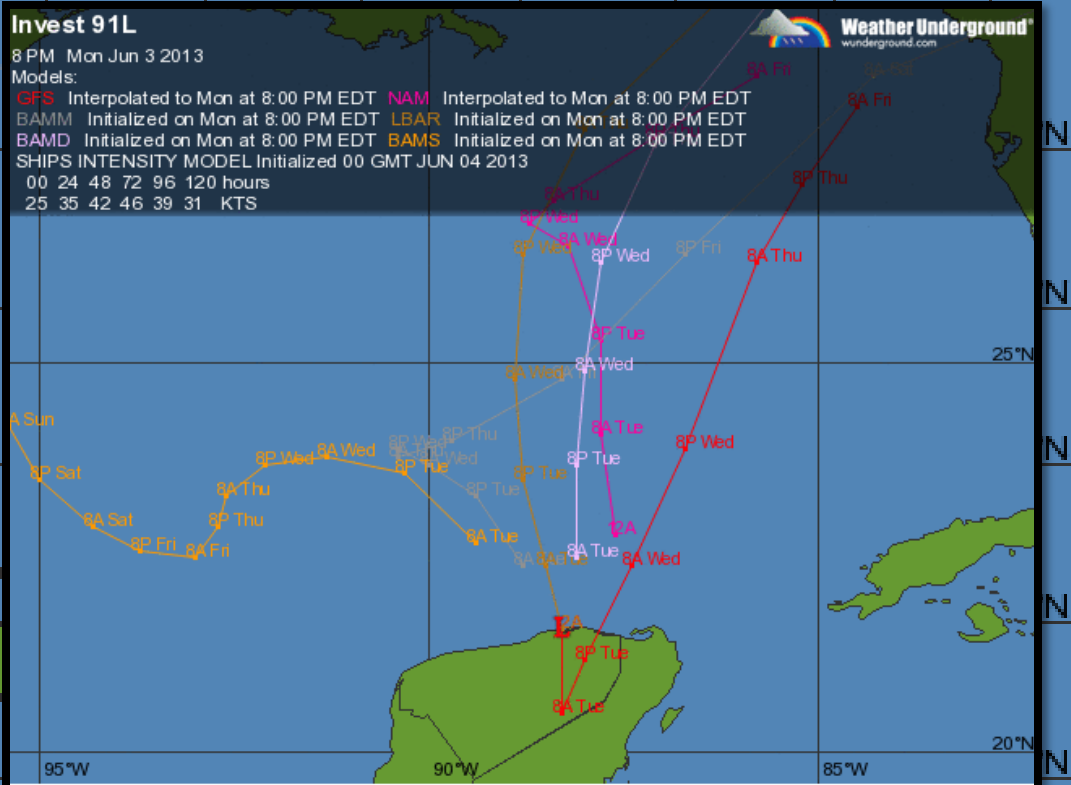 Invest 91L
Weather Underground®
wunderground.com
8 PM Mon Jun 3 2013
Models:
GFS Interpolated to Mon at 8:00 PM EDT NAM Interpolated to Mon at 8:00 PM EDT
BAMM Initialized on Mon at 8:00 PM EDT LBAR Initialized on Mon at 8:00 PM EDT
BAMD Initialized on Mon at 8:00 PM EDT BAMS Initialized on Mon at 8:00 PM EDT
SHIPS INTENSITY MODEL Initialized 00 GMT JUN 04 2013
00 24 48 72 96 120 hours
25 35 42 46 39 31 KTS
8A Fri
8A Fri
N
8P Thu
8A Thu
8P Wed
8A Wed
8P Wed
8P Wed
8P Fri
8A Thu
N
8P Tue
25°N
8A Wed
8A Wed
8A Fri
A Sun
8A Tue
8P Thu
8P Wed
8P Wed
8A Wed
8P Wed
8P Tue
8P Tue
8P Sat
8P Tue
N
8A Thu
8P Tue
8A Sat
8P Thu
12A
8A Tue
8P Fri
8A Fri
8A Tue
8A Wed
N
L
8P Tue
8A Tue
20°N
95°W
90°W
85°W
N